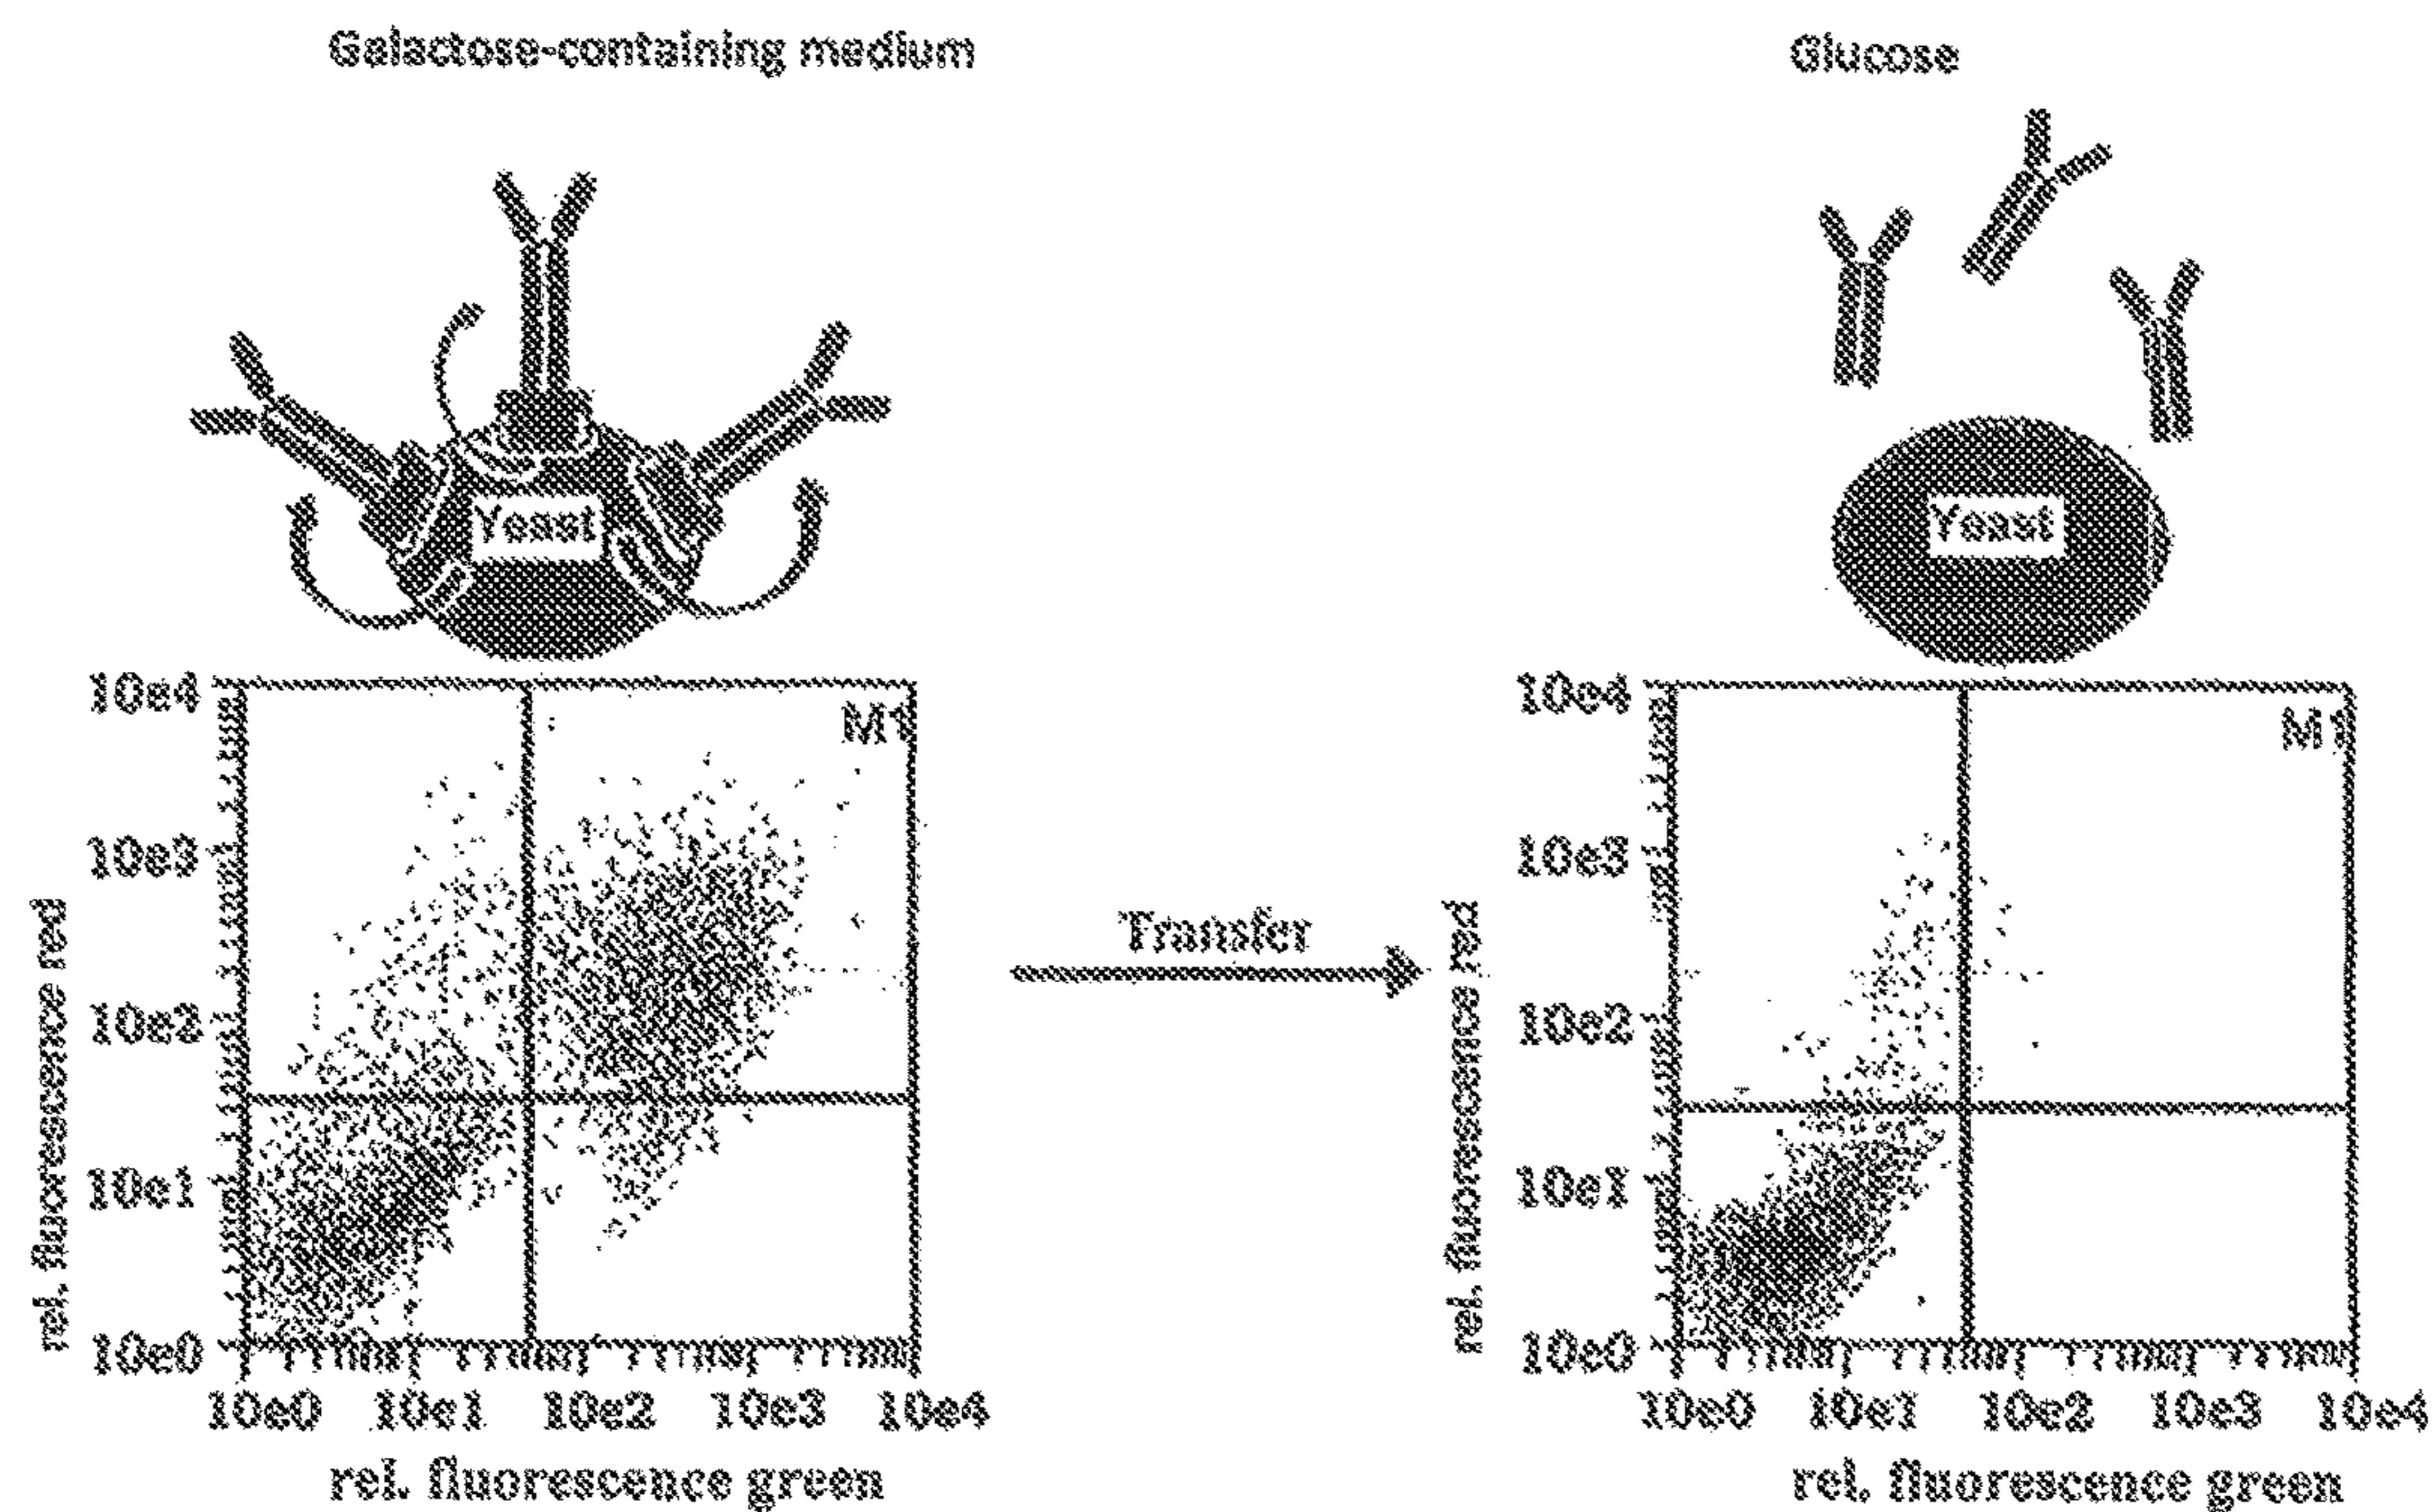 Galactose-containing medium
Glucose
Yeast
Yeast
10e4
M1
10e3
10e2
10e1
10e0
rel. fluorescence red
10e0 10e1 10e2 10e3 10e4
rel. fluorescence green
Transfer
10e4
M1
10e3
10e2
10e1
10e0
rel. fluorescence red
10e0 10e1 10e2 10e3 10e4
rel. fluorescence green